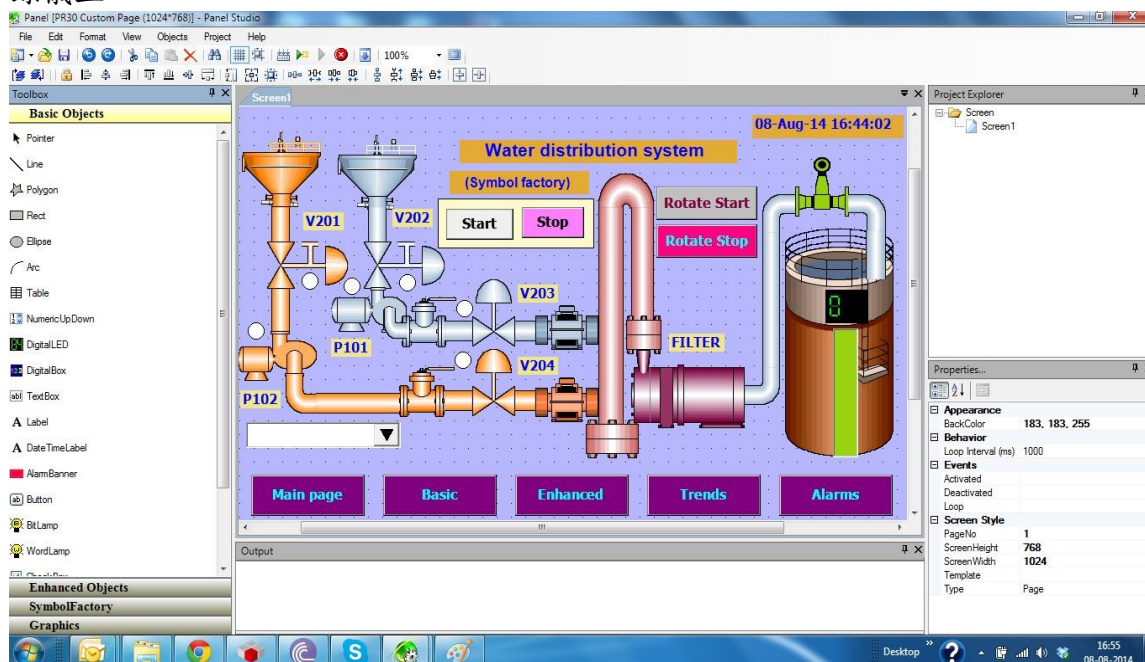 Panel [PR30 Custom Page (1024*768)] - Panel Studio
File Edit Format View Objects Project Help
100%
Toolbox
Basic Objects
Pointer
Line
Polygon
Rect
Ellipse
Arc
Table
NumericUpDown
DigitalLED
DigitalBox
TextBox
Label
DateTimeLabel
AlarmBanner
Button
BitLamp
WordLamp
Enhanced Objects
SymbolFactory
Graphics
Screen1
08-Aug-14 16:44:02
Water distribution system
(Symbol factory)
Start Stop
Rotate Start
Rotate Stop
V201
V202
V203
P101
FILTER
V204
P102
0
Main page Basic Enhanced Trends Alarms
Output
Project Explorer
Screen
Screen1
Properties...
Appearance
BackColor 183, 183, 255
Behavior
Loop Interval (ms) 1000
Events
Activated
Deactivated
Loop
Screen Style
PageNo 1
ScreenHeight 768
ScreenWidth 1024
Template
Type Page
Desktop
16:55
08-08-2014